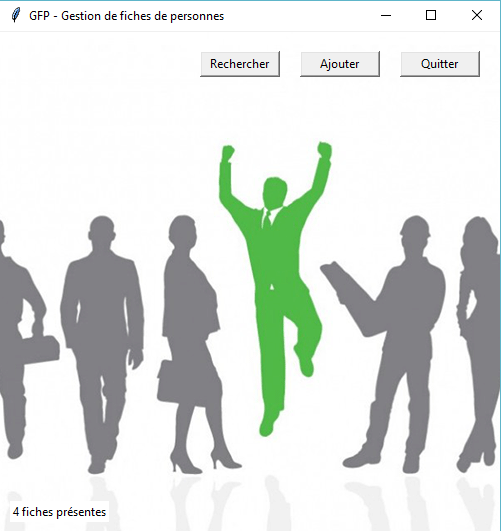 GFP - Gestion de fiches de personnes
Rechercher Ajouter Quitter
4 fiches présentes